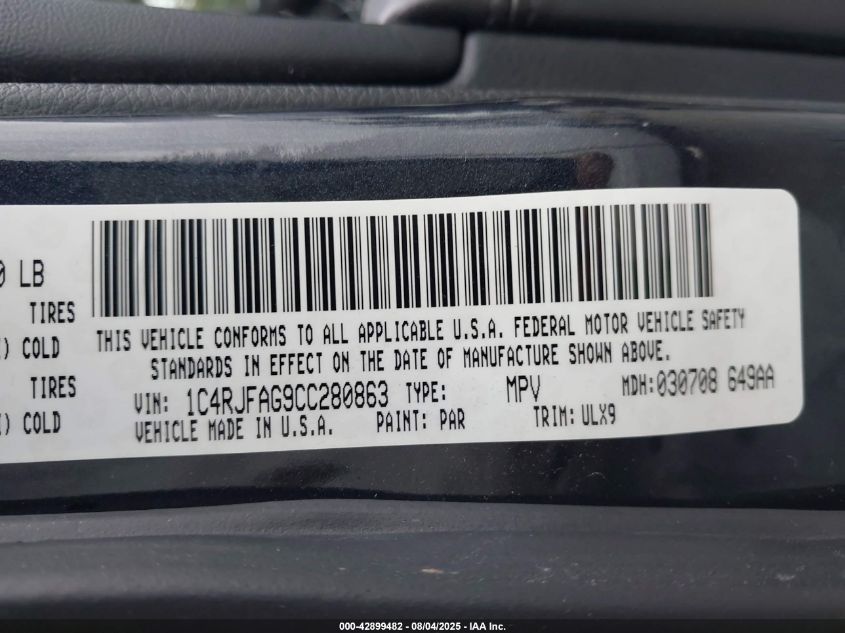 0 LB
TIRES
) COLD
TIRES
) COLD
THIS VEHICLE CONFORMS TO ALL APPLICABLE U.S.A. FEDERAL MOTOR VEHICLE SAFETY
STANDARDS IN EFFECT ON THE DATE OF MANUFACTURE SHOWN ABOVE.
VIN: 1C4RJFAG9CC280863 TYPE: MPV MDH:030708 649AA
VEHICLE MADE IN U.S.A. PAINT: PAR TRIM: ULX9
000-42899482 - 08/04/2025 - IAA Inc.